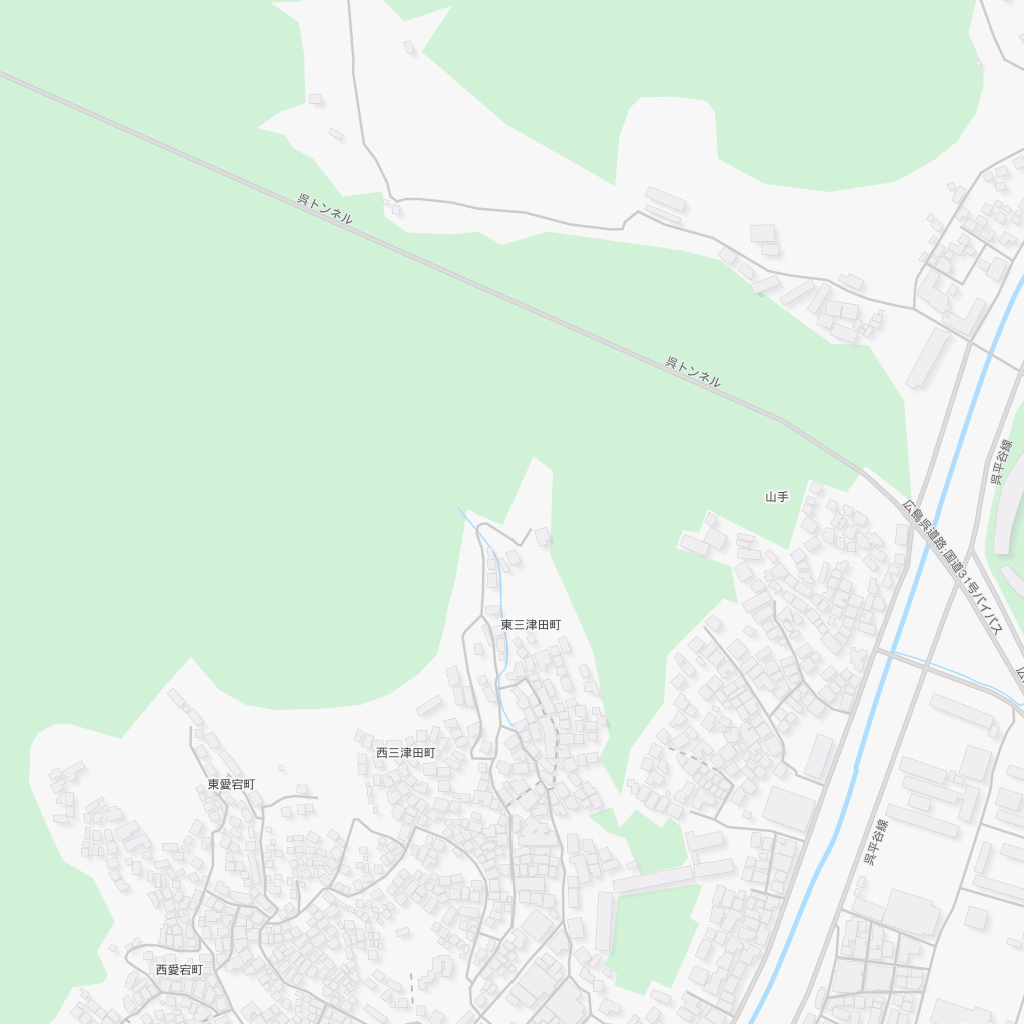 呉トンネル
呉トンネル
呉平谷線
山手
広島呉道路;国道31号バイパス
東三津田町
広
西三津田町
東愛宕町
呉平谷線
西愛宕町